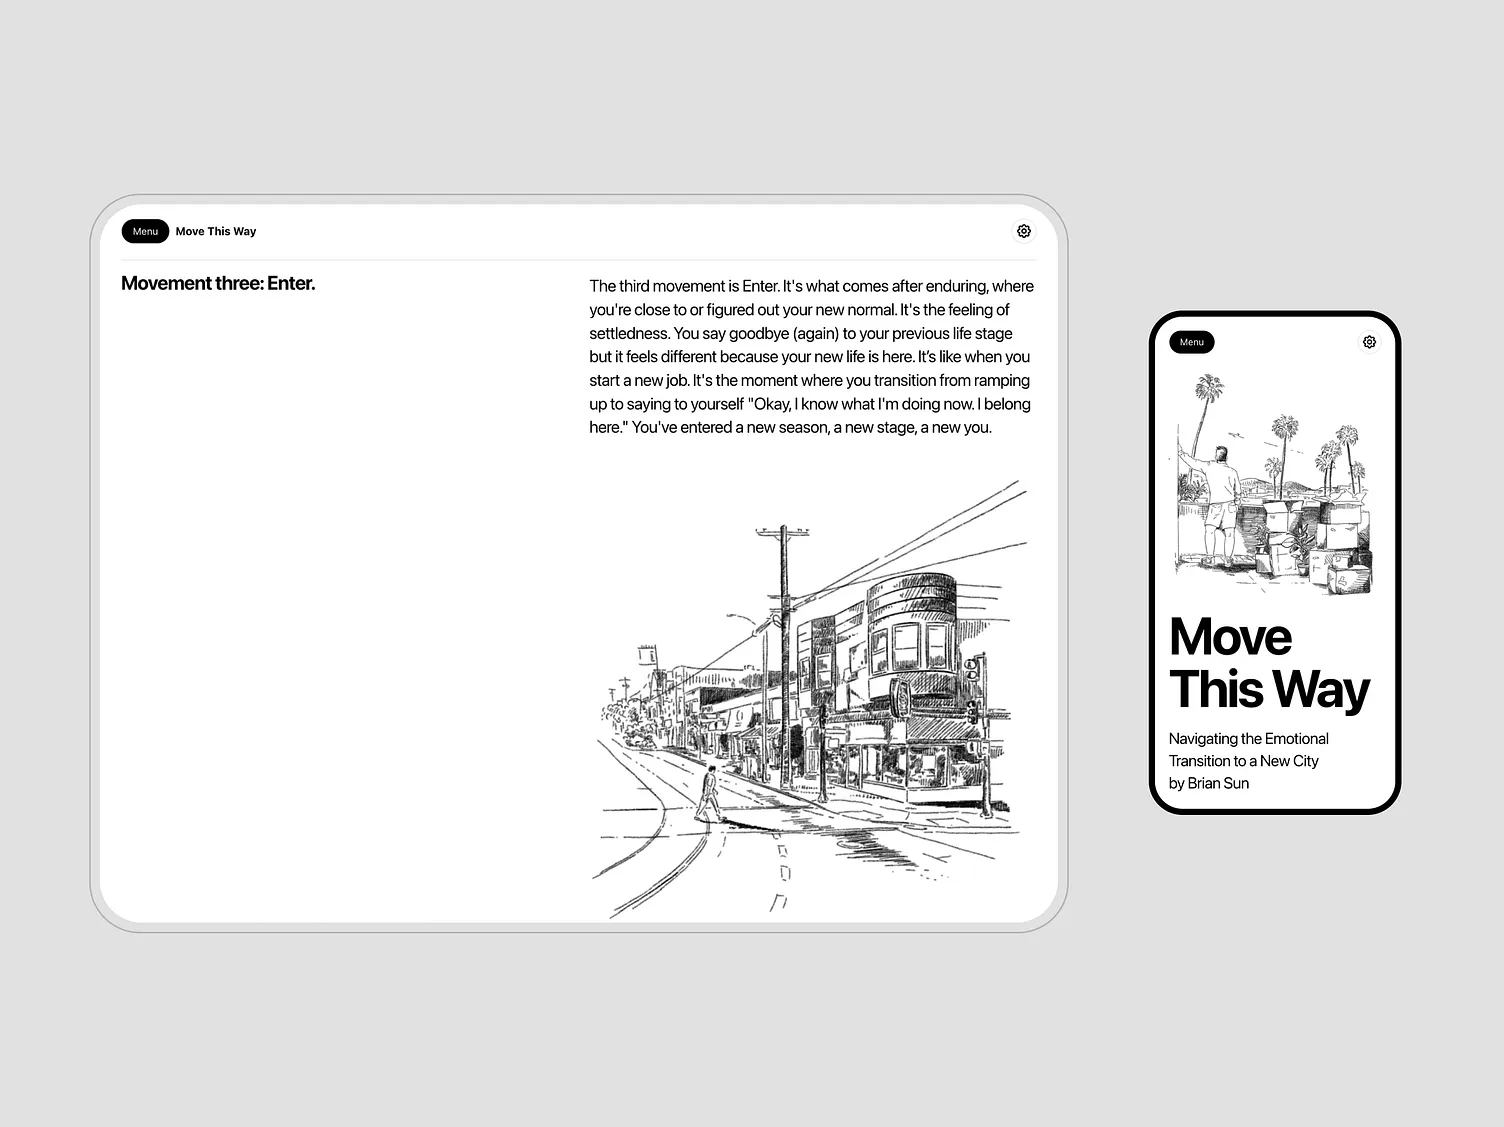 Menu
Move This Way
Movement three: Enter.
The third movement is Enter. It's what comes after enduring, where
you're close to or figured out your new normal. It's the feeling of
settledness. You say goodbye (again) to your previous life stage
but it feels different because your new life is here. It’s like when you
start a new job. It's the moment where you transition from ramping
up to saying to yourself "Okay, I know what I'm doing now. I belong
here." You've entered a new season, a new stage, a new you.
Menu
Move
This Way
Navigating the Emotional
Transition to a New City
by Brian Sun